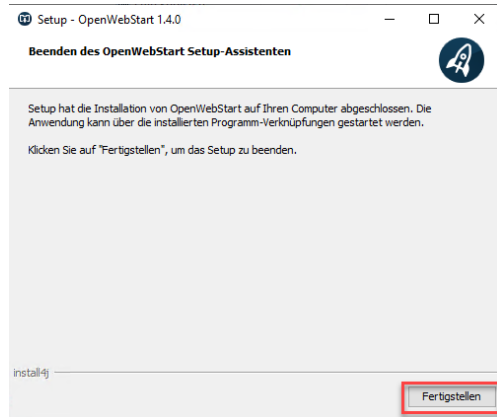 Setup - OpenWebStart 1.4.0
Beenden des OpenWebStart Setup-Assistenten
Setup hat die Installation von OpenWebStart auf Ihren Computer abgeschlossen. Die
Anwendung kann über die installierten Programm-Verknüpfungen gestartet werden.
Klicken Sie auf "Fertigstellen", um das Setup zu beenden.
install4j
Fertigstellen